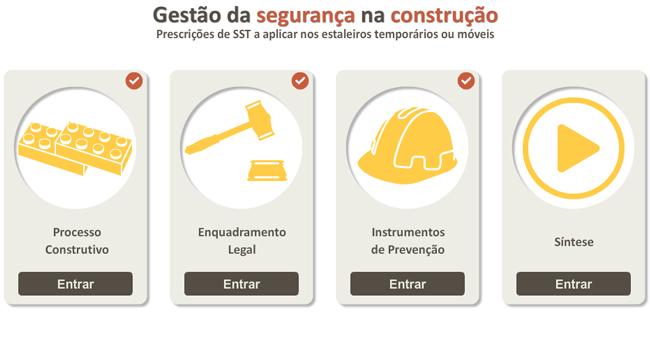 Gestão da segurança na construção
Prescrições de SST a aplicar nos estaleiros temporários ou móveis
Processo
Construtivo
Entrar
Enquadramento
Legal
Entrar
Instrumentos
de Prevenção
Entrar
Síntese
Entrar